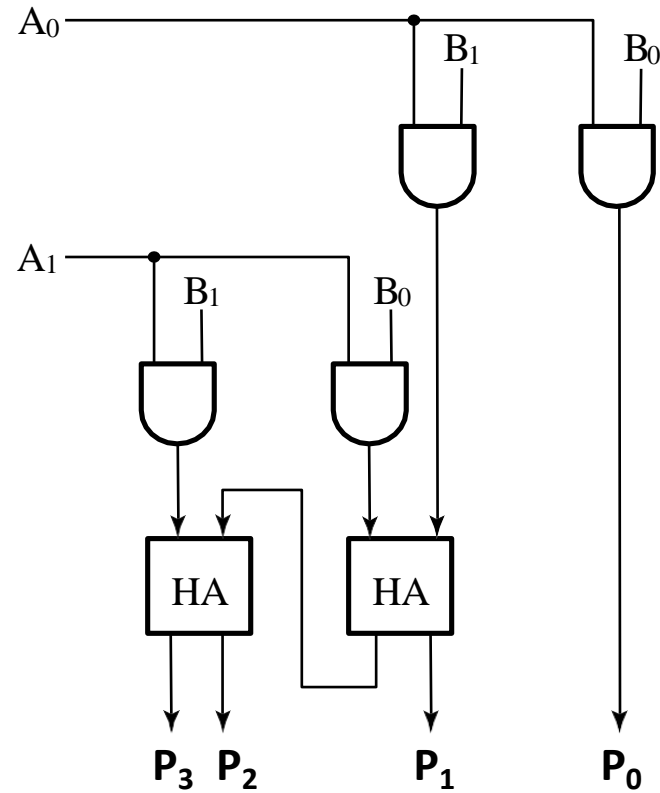 A₀
B₁ B₀
A₁
B₁ B₀
HA HA
P₃ P₂ P₁ P₀